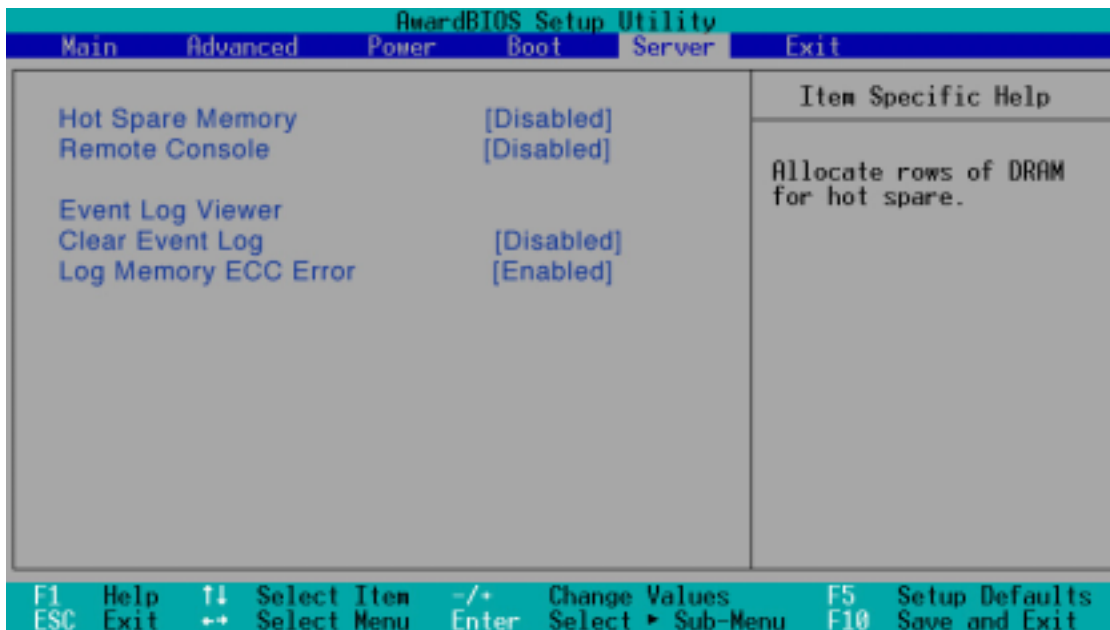 AwardBIOS Setup Utility
Main Advanced Power Boot Server Exit
Hot Spare Memory [Disabled]
Remote Console [Disabled]
Event Log Viewer
Clear Event Log [Disabled]
Log Memory ECC Error [Enabled]
Item Specific Help
Allocate rows of DRAM
for hot spare.
F1 Help ↑↓ Select Item -/+ Change Values F5 Setup Defaults
ESC Exit ←→ Select Menu Enter Select ► Sub-Menu F10 Save and Exit